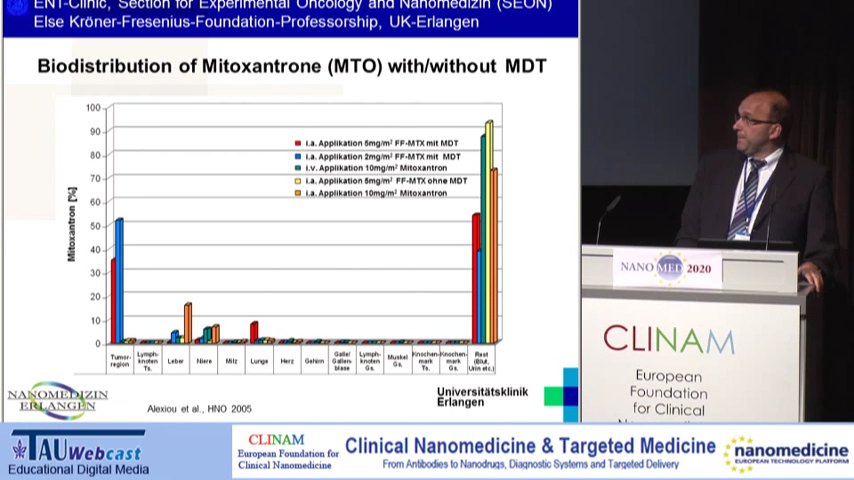 ENT-Clinic, Section for Experimental Oncology and Nanomedizin (SEON)
Else Kröner-Fresenius-Foundation-Professorship, UK-Erlangen
Biodistribution of Mitoxantrone (MTO) with/without MDT
Mitoxantron [%]
100
90
80
70
60
50
40
30
20
10
0
i.a. Applikation 5mg/m² FF-MTX mit MDT
i.a. Applikation 2mg/m² FF-MTX mit MDT
i.v. Applikation 10mg/m² Mitoxantron
i.a. Applikation 5mg/m² FF-MTX ohne MDT
i.a. Applikation 10mg/m² Mitoxantron
Tumor-
region
Lymph-
knoten
Ts.
Leber
Niere
Milz
Lunge
Herz
Gehirn
Galle/
Gallen-
blase
Lymph-
knoten
Gs.
Muskel
Gs.
Knochen-
mark
Ts.
Knochen-
mark
Gs.
Rest
(Blut,
Urin etc.)
NANOMEDIZIN
ERLANGEN
Alexiou et al., HNO 2005
Universitätsklinik
Erlangen
NANOMED 2020
CLINAM
European
Foundation
for Clinical
TAUWebcast
Educational Digital Media
CLINAM
European Foundation for
Clinical Nanomedicine
Clinical Nanomedicine & Targeted Medicine
From Antibodies to Nanodrugs, Diagnostic Systems and Targeted Delivery
nanomedicine
EUROPEAN TECHNOLOGY PLATFORM